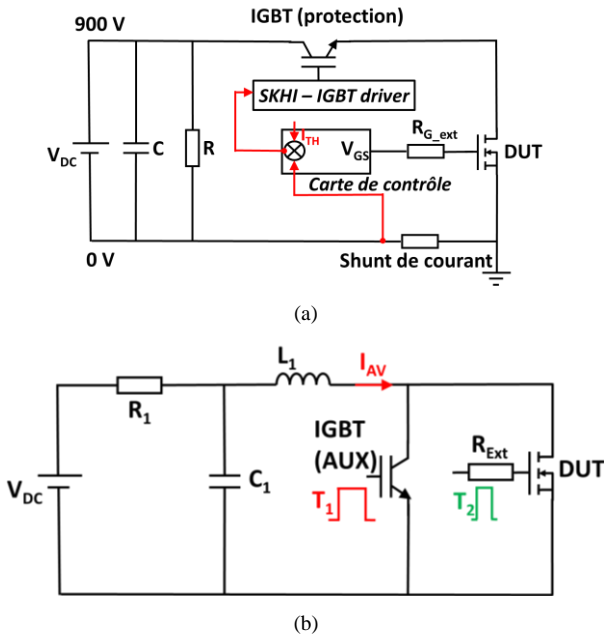 IGBT (protection)
900 V
SKHI – IGBT driver
I_TH
R_G_ext
V_GS
V_DC
C
R
DUT
Carte de contrôle
0 V
Shunt de courant
(a)
L_1
I_AV
R_1
IGBT
(AUX)
R_Ext
DUT
V_DC
C_1
T_1
T_2
(b)